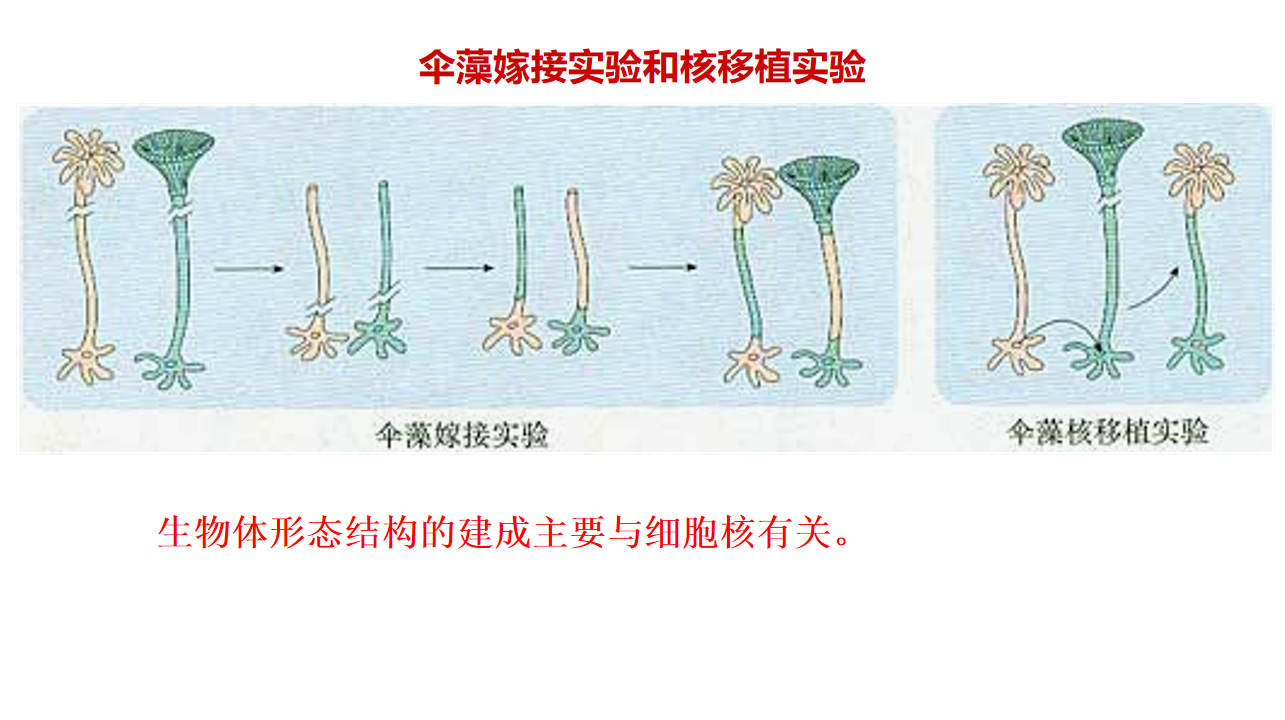 伞藻嫁接实验和核移植实验
伞藻嫁接实验
伞藻核移植实验
生物体形态结构的建成主要与细胞核有关。